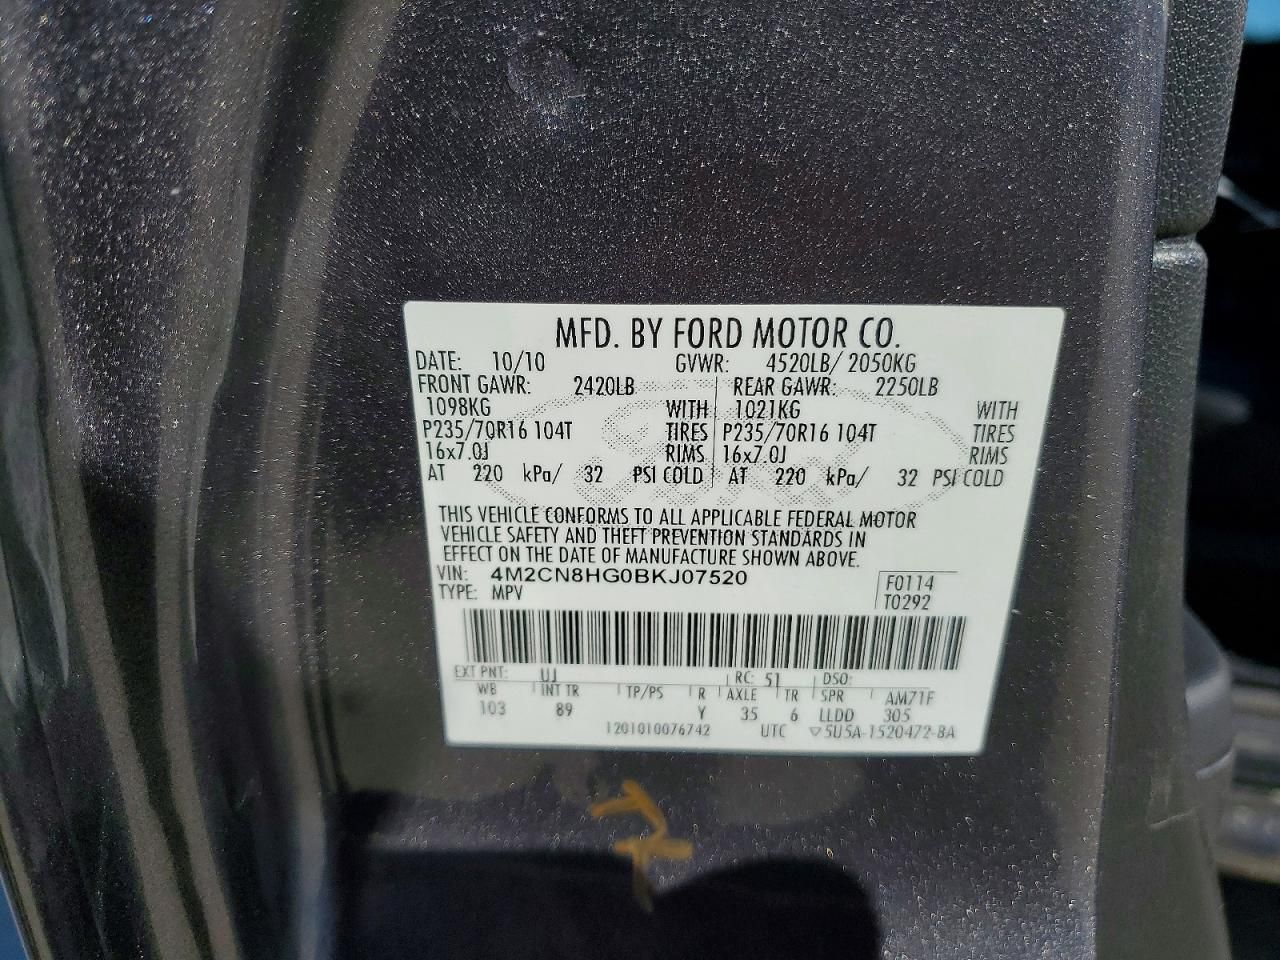 MFD. BY FORD MOTOR CO.
DATE: 10/10 GVWR: 4520LB/ 2050KG
FRONT GAWR: 2420LB REAR GAWR: 2250LB
1098KG WITH 1021KG WITH
P235/70R16 104T TIRES P235/70R16 104T TIRES
16x7.0J RIMS 16x7.0J RIMS
AT 220 kPa/ 32 PSI COLD AT 220 kPa/ 32 PSI COLD
THIS VEHICLE CONFORMS TO ALL APPLICABLE FEDERAL MOTOR
VEHICLE SAFETY AND THEFT PREVENTION STANDARDS IN
EFFECT ON THE DATE OF MANUFACTURE SHOWN ABOVE.
VIN: 4M2CN8HG0BKJ07520 F0114
TYPE: MPV T0292
EXT PNT: UJ RC: 51 DSO:
WB INT TR TP/PS R AXLE TR SPR AM71F
103 89 Y 35 6 LLDD 305
1201010076742 UTC ▽5U5A-1520472-BA